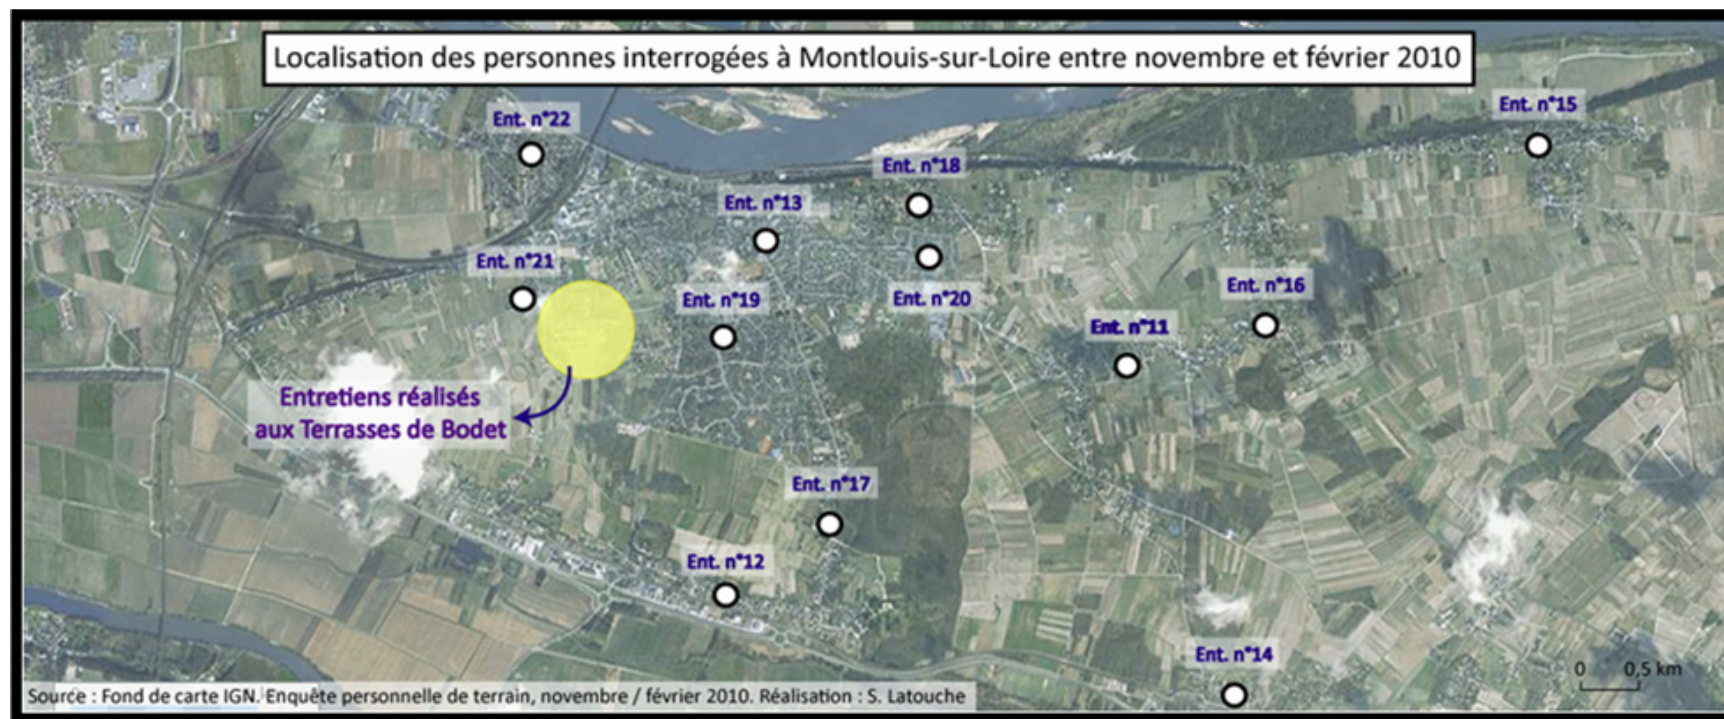 Localisation des personnes interrogées à Montlouis-sur-Loire entre novembre et février 2010
Ent. n°15
Ent. n°22
Ent. n°18
Ent. n°13
Ent. n°21
Ent. n°16
Ent. n°19
Ent. n°20
Ent. n°11
Entretiens réalisés
aux Terrasses de Bodet
Ent. n°17
Ent. n°12
Ent. n°14
0 0,5 km
Source : Fond de carte IGN. Enquête personnelle de terrain, novembre / février 2010. Réalisation : S. Latouche